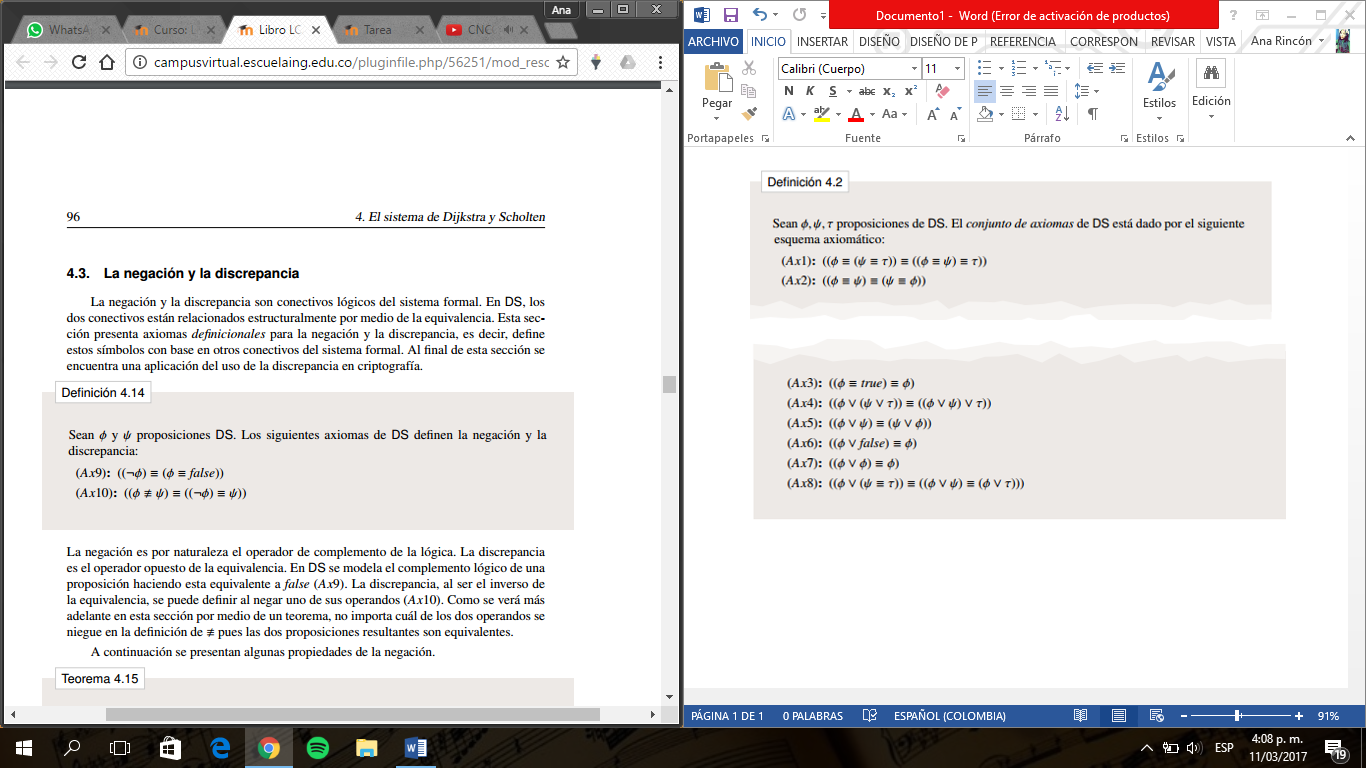 Ana
WhatsA
Curso: L
Libro LC
Tarea
CNC
campusvirtual.escuelaing.edu.co/pluginfile.php/56251/mod_resc
96
4. El sistema de Dijkstra y Scholten
4.3. La negación y la discrepancia
La negación y la discrepancia son conectivos lógicos del sistema formal. En DS, los
dos conectivos están relacionados estructuralmente por medio de la equivalencia. Esta sec-
ción presenta axiomas definicionales para la negación y la discrepancia, es decir, define
estos símbolos con base en otros conectivos del sistema formal. Al final de esta sección se
encuentra una aplicación del uso de la discrepancia en criptografía.
Definición 4.14
Sean ϕ y ψ proposiciones DS. Los siguientes axiomas de DS definen la negación y la
discrepancia:
(Ax9): ((¬ϕ) ≡ (ϕ ≡ false))
(Ax10): ((ϕ ≢ ψ) ≡ ((¬ϕ) ≡ ψ))
La negación es por naturaleza el operador de complemento de la lógica. La discrepancia
es el operador opuesto de la equivalencia. En DS se modela el complemento lógico de una
proposición haciendo esta equivalente a false (Ax9). La discrepancia, al ser el inverso de
la equivalencia, se puede definir al negar uno de sus operandos (Ax10). Como se verá más
adelante en esta sección por medio de un teorema, no importa cuál de los dos operandos se
niegue en la definición de ≢ pues las dos proposiciones resultantes son equivalentes.
A continuación se presentan algunas propiedades de la negación.
Teorema 4.15
Documento1 - Word (Error de activación de productos)
ARCHIVO INICIO INSERTAR DISEÑO DISEÑO DE P REFERENCIA CORRESPON REVISAR VISTA Ana Rincón
Calibri (Cuerpo) 11
N K S abc x₂ x²
Pegar
Estilos
Edición
A ab A Aa A A
Portapapeles Fuente Párrafo Estilos
Definición 4.2
Sean ϕ, ψ, τ proposiciones de DS. El conjunto de axiomas de DS está dado por el siguiente
esquema axiomático:
(Ax1): ((ϕ ≡ (ψ ≡ τ)) ≡ ((ϕ ≡ ψ) ≡ τ))
(Ax2): ((ϕ ≡ ψ) ≡ (ψ ≡ ϕ))
(Ax3): ((ϕ ≡ true) ≡ ϕ)
(Ax4): ((ϕ ∨ (ψ ∨ τ)) ≡ ((ϕ ∨ ψ) ∨ τ))
(Ax5): ((ϕ ∨ ψ) ≡ (ψ ∨ ϕ))
(Ax6): ((ϕ ∨ false) ≡ ϕ)
(Ax7): ((ϕ ∨ ϕ) ≡ ϕ)
(Ax8): ((ϕ ∨ (ψ ≡ τ)) ≡ ((ϕ ∨ ψ) ≡ (ϕ ∨ τ)))
PÁGINA 1 DE 1 0 PALABRAS ESPAÑOL (COLOMBIA) 91%
ESP
4:08 p. m.
11/03/2017
19